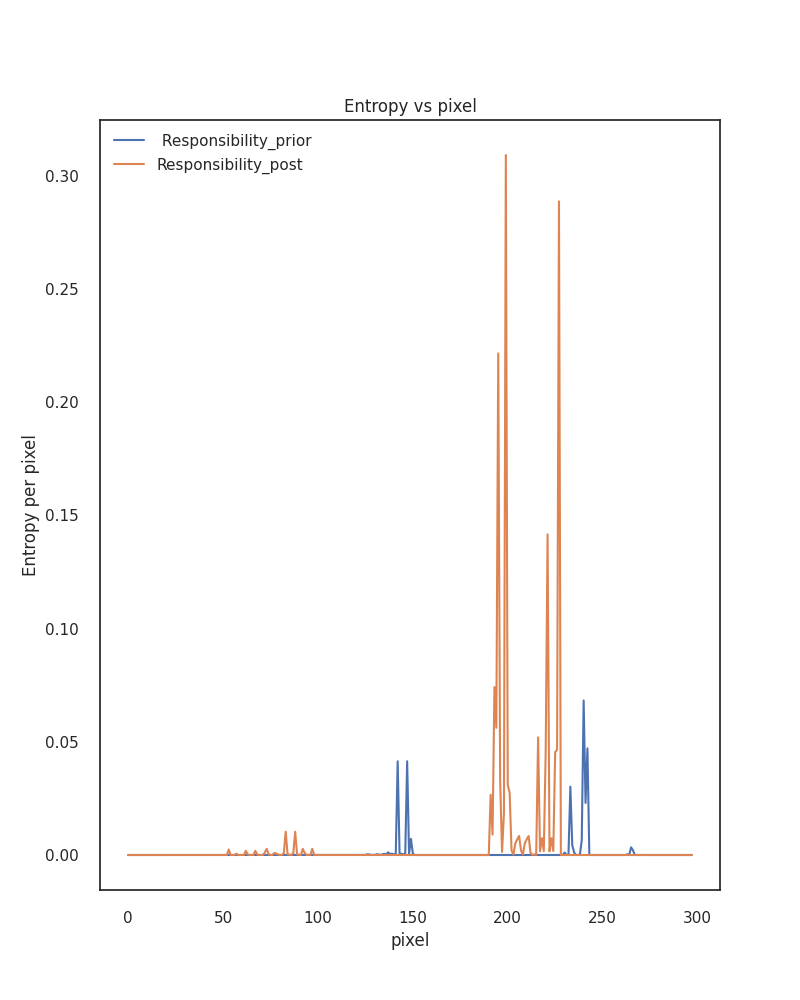 Entropy vs pixel
Responsibility_prior
Responsibility_post
0.30
0.25
0.20
0.15
0.10
0.05
0.00
Entropy per pixel
0 50 100 150 200 250 300
pixel